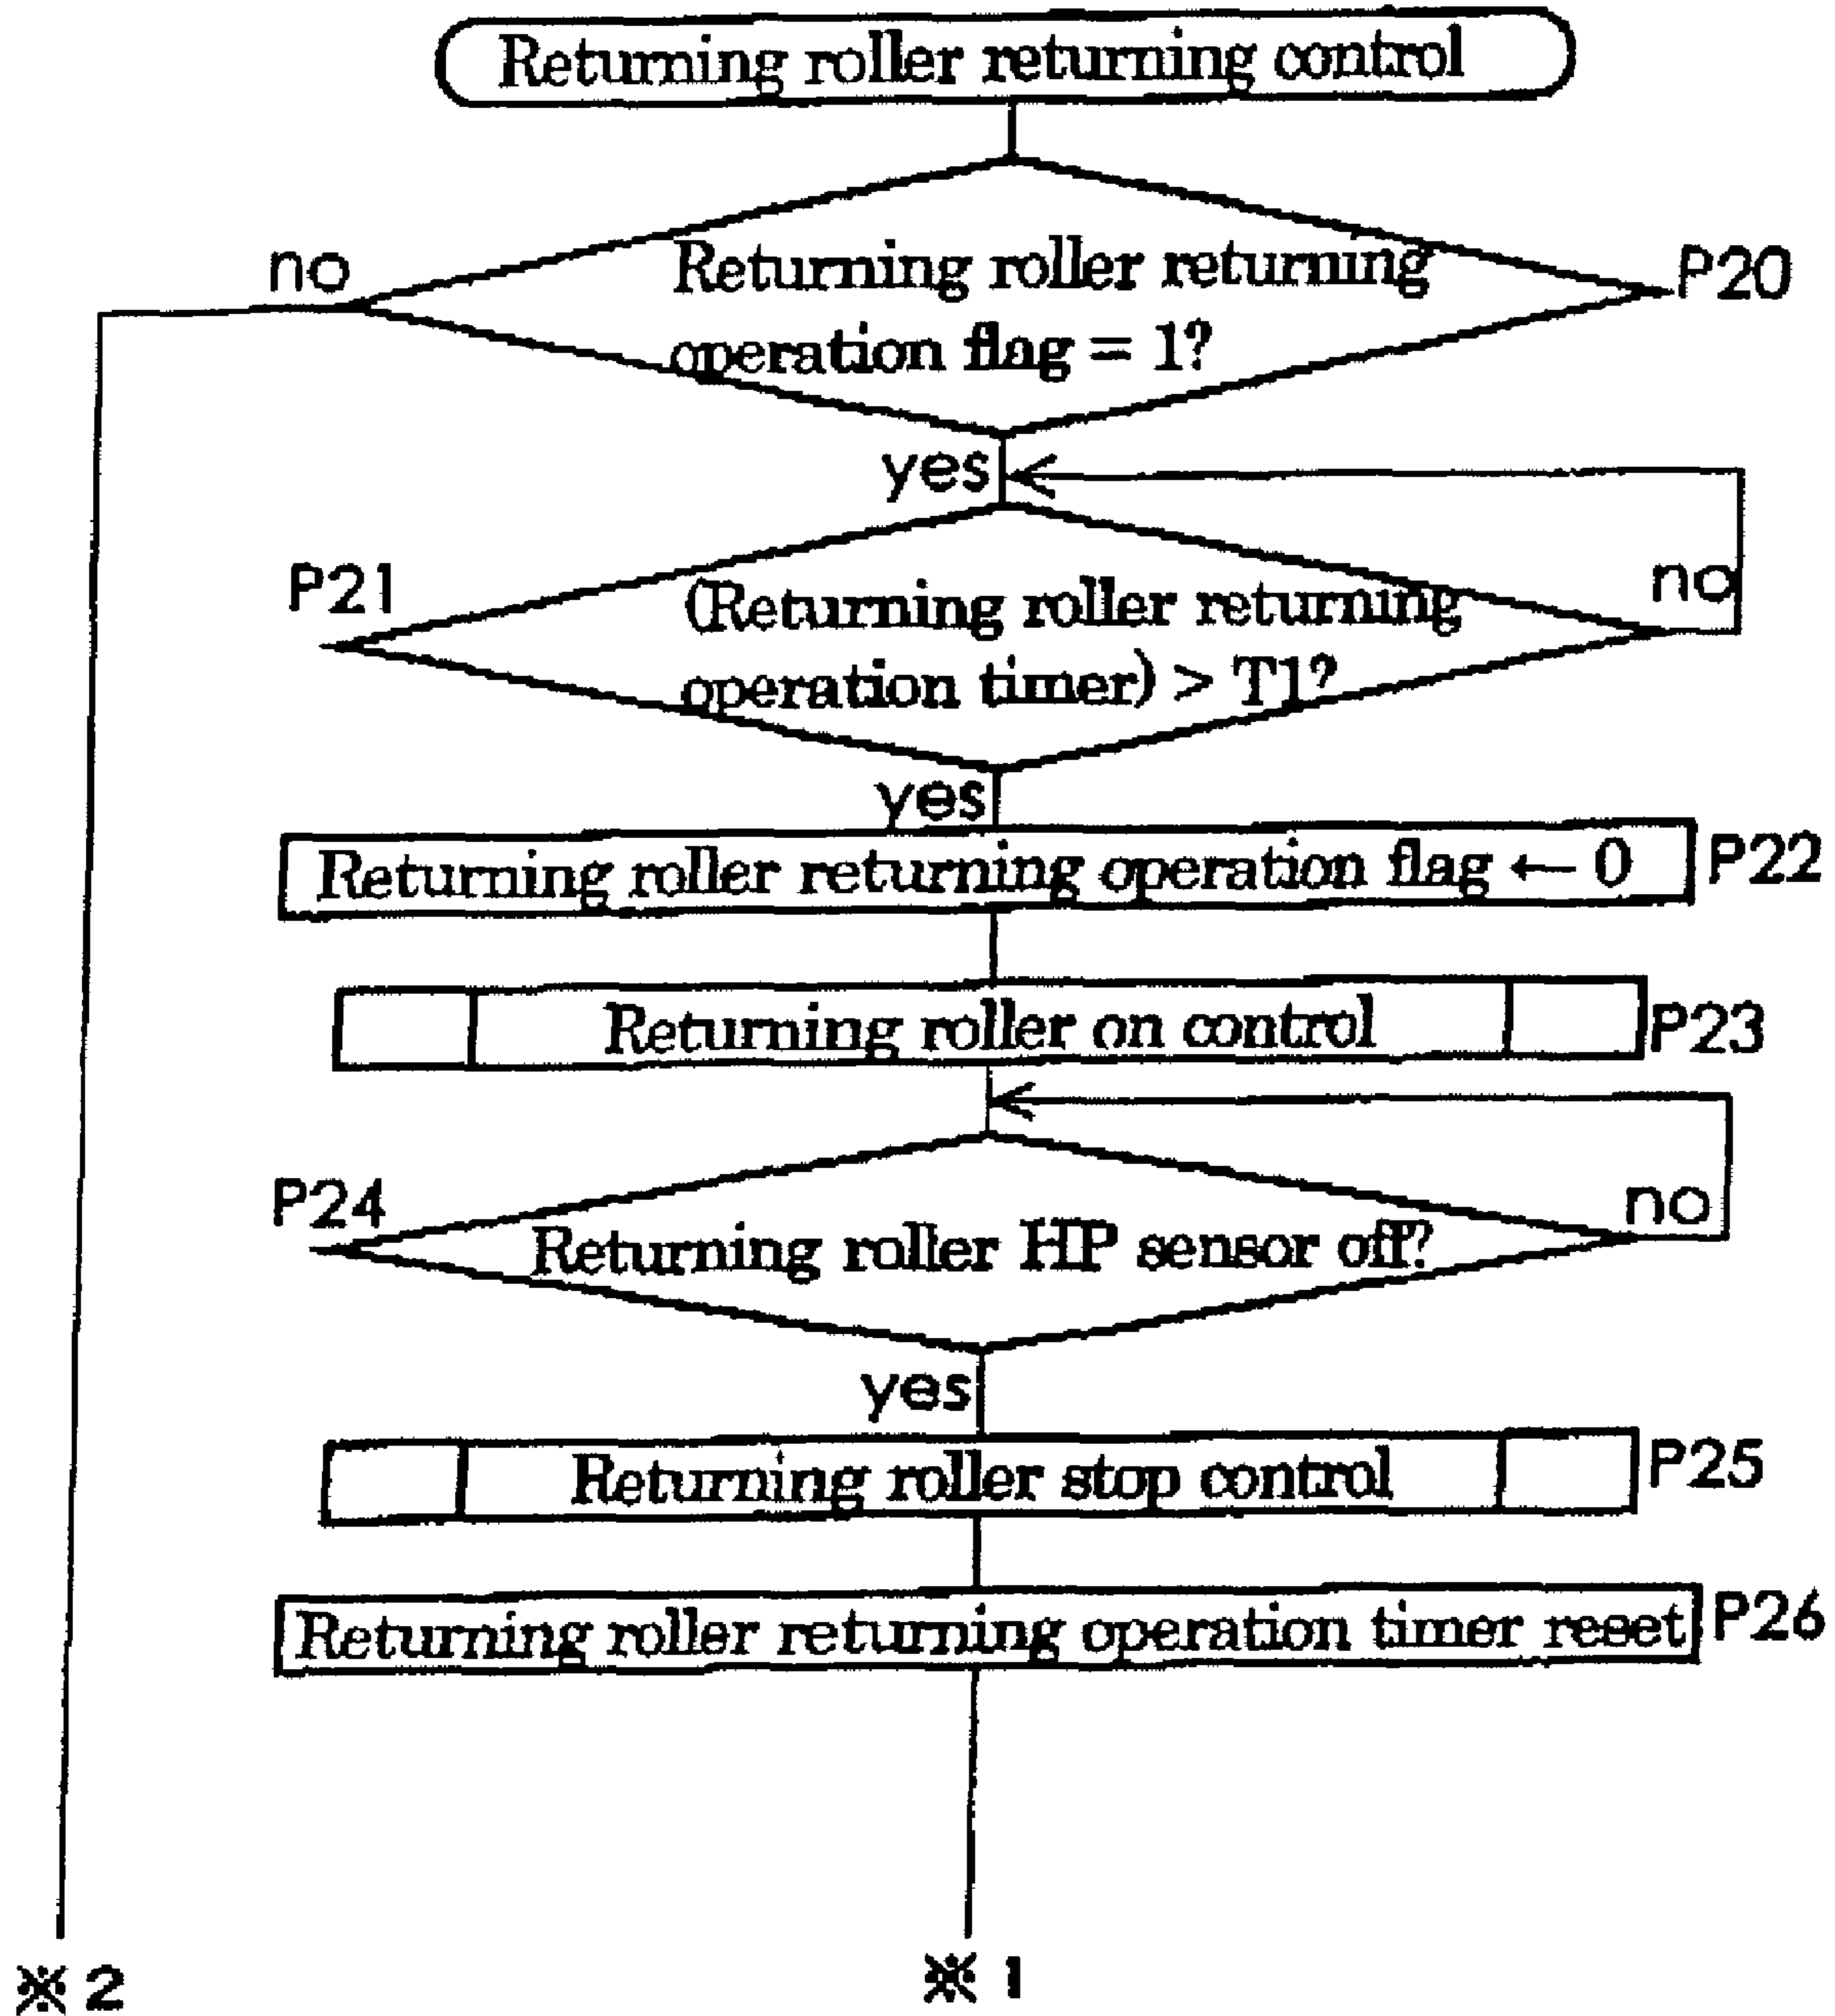 Returning roller returning control
no
Returning roller returning
operation flag = 1?
P20
yes
P21
(Returning roller returning
operation timer) > T1?
no
yes
Returning roller returning operation flag ← 0
P22
Returning roller on control
P23
P24
Returning roller HP sensor off?
no
yes
Returning roller stop control
P25
Returning roller returning operation timer reset
P26
※2
※1